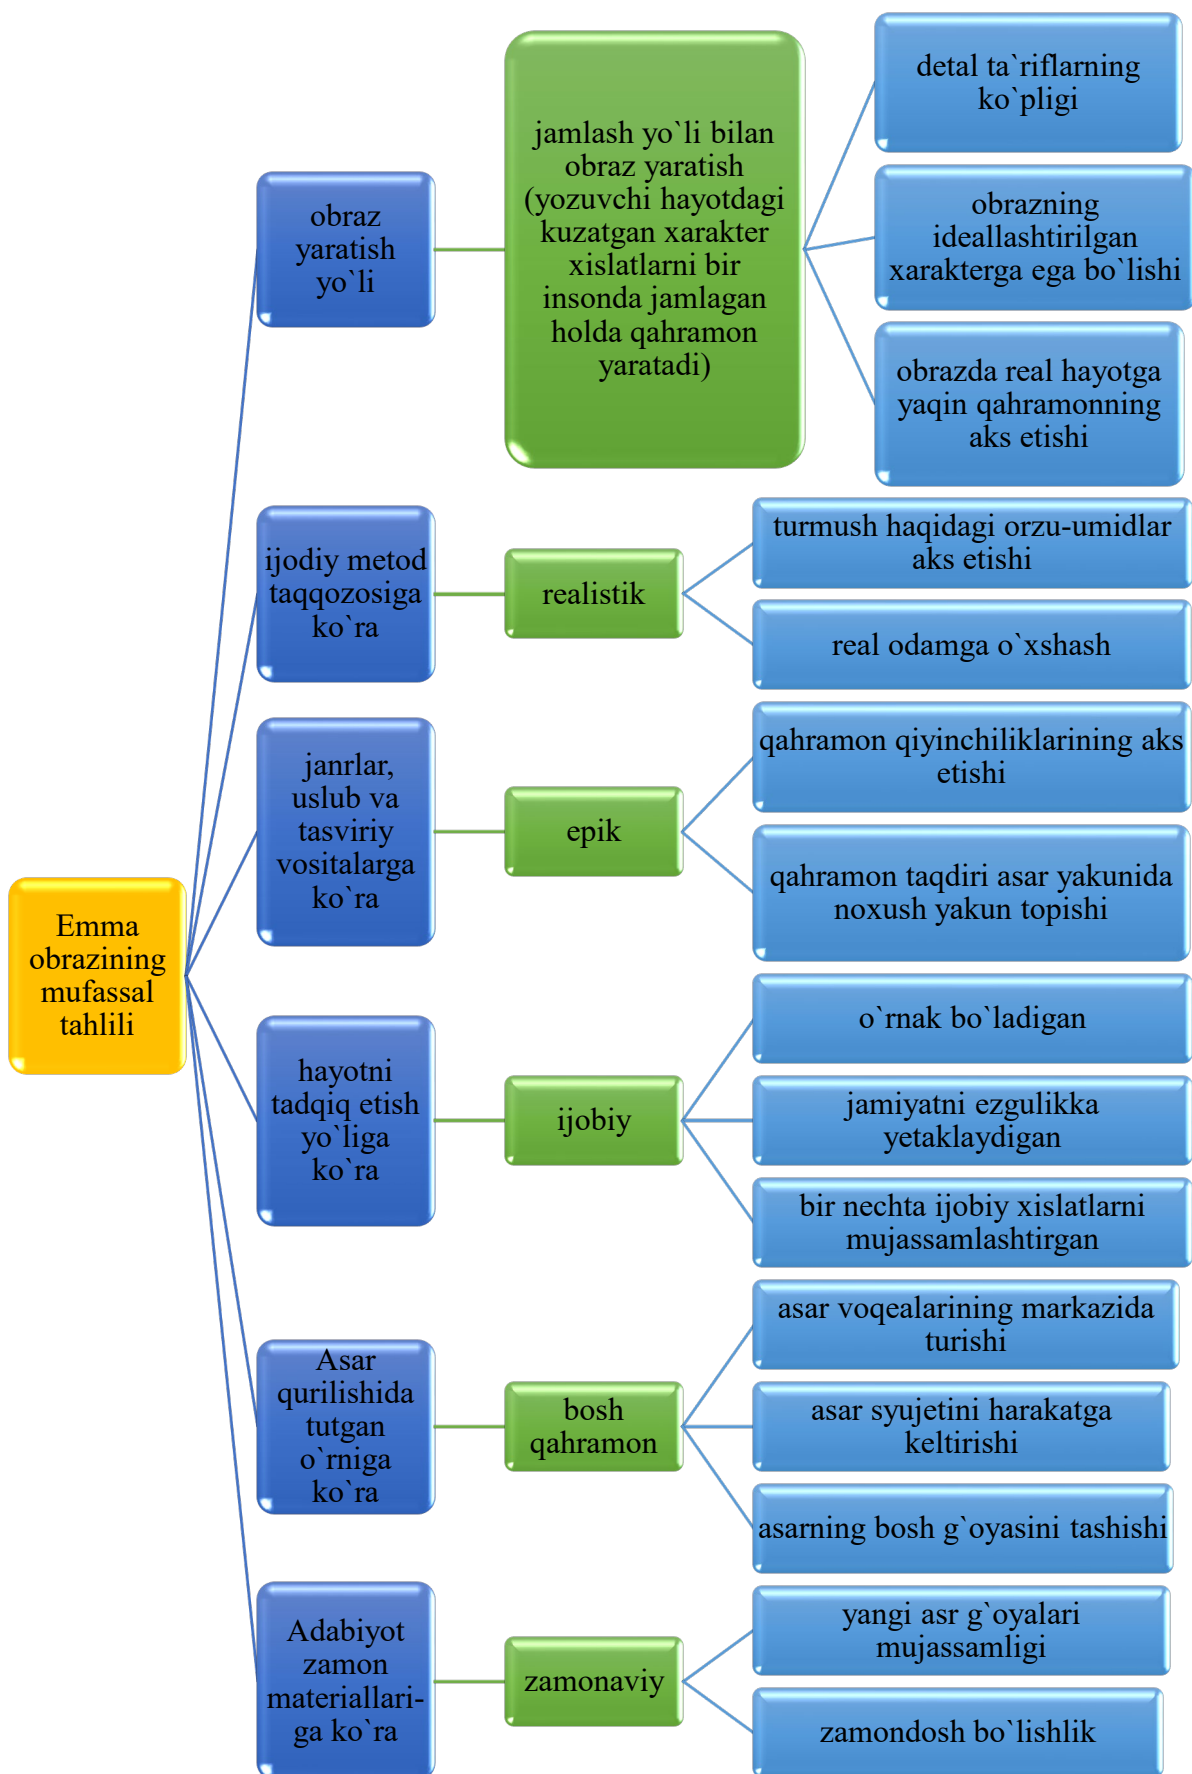 Emma
obrazining
mufassal
tahlili
obraz
yaratish
yo`li
jamlash yo`li bilan
obraz yaratish
(yozuvchi hayotdagi
kuzatgan xarakter
xislatlarni bir
insonda jamlagan
holda qahramon
yaratadi)
detal ta`riflarning
ko`pligi
obrazning
ideallashtirilgan
xarakterga ega bo`lishi
obrazda real hayotga
yaqin qahramonning
aks etishi
ijodiy metod
taqqozosiga
ko`ra
realistik
turmush haqidagi orzu-umidlar
aks etishi
real odamga o`xshash
janrlar,
uslub va
tasviriy
vositalarga
ko`ra
epik
qahramon qiyinchiliklarining aks
etishi
qahramon taqdiri asar yakunida
noxush yakun topishi
hayotni
tadqiq etish
yo`liga
ko`ra
ijobiy
o`rnak bo`ladigan
jamiyatni ezgulikka
yetaklaydigan
bir nechta ijobiy xislatlarni
mujassamlashtirgan
Asar
qurilishida
tutgan
o`rniga
ko`ra
bosh
qahramon
asar voqealarining markazida
turishi
asar syujetini harakatga
keltirishi
asarning bosh g`oyasini tashishi
Adabiyot
zamon
materiallari-
ga ko`ra
zamonaviy
yangi asr g`oyalari
mujassamligi
zamondosh bo`lishlik